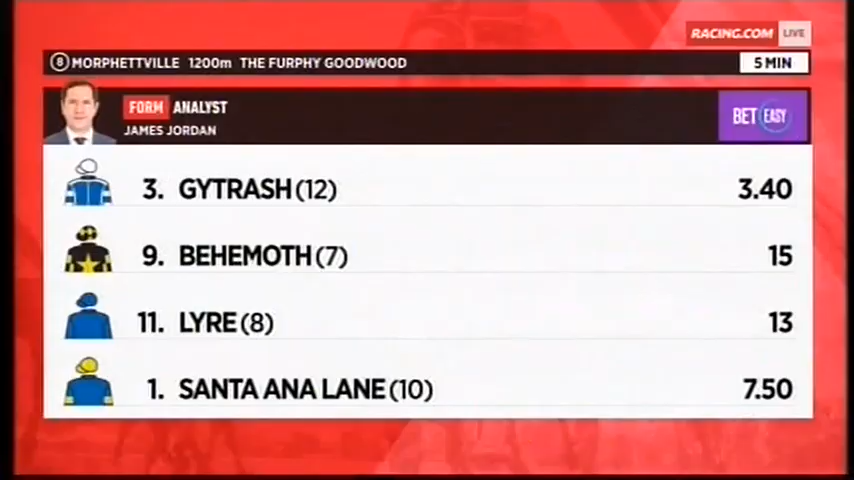 RACING.COM LIVE
8 MORPHETTVILLE 1200m THE FURPHY GOODWOOD 5 MIN
FORM ANALYST
JAMES JORDAN
BET EASY
3. GYTRASH (12) 3.40
9. BEHEMOTH (7) 15
11. LYRE (8) 13
1. SANTA ANA LANE (10) 7.50